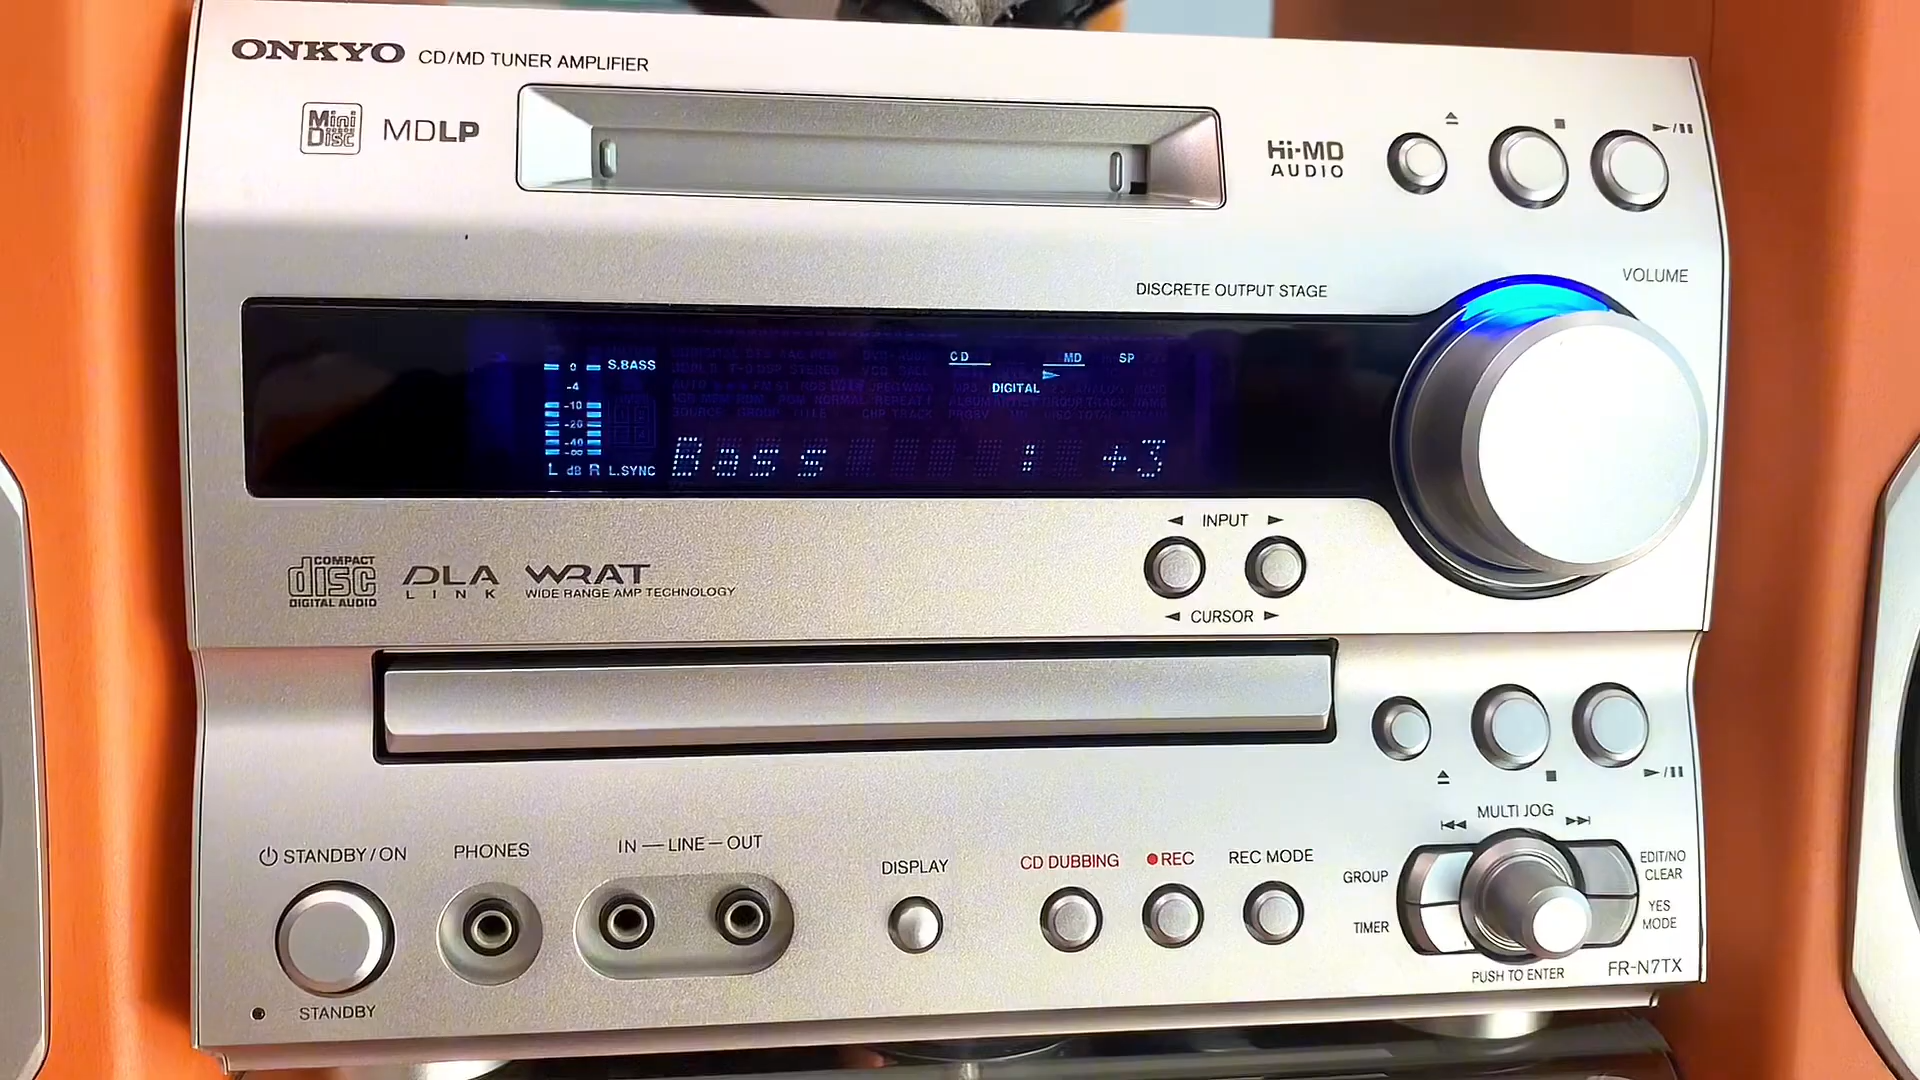 ONKYO CD/MD TUNER AMPLIFIER
Mini Disc MDLP
Hi-MD AUDIO
VOLUME
DISCRETE OUTPUT STAGE
0 S.BASS
CD MD SP
-4
DIGITAL
-10
-20
-40
-∞
L dB R L.SYNC
Bass : +3
INPUT
COMPACT disc DIGITAL AUDIO
DLA LINK
WRAT
WIDE RANGE AMP TECHNOLOGY
CURSOR
MULTI JOG
STANDBY/ON
PHONES
IN — LINE — OUT
DISPLAY
CD DUBBING
REC
REC MODE
GROUP
EDIT/NO
CLEAR
TIMER
YES
MODE
PUSH TO ENTER
FR-N7TX
STANDBY